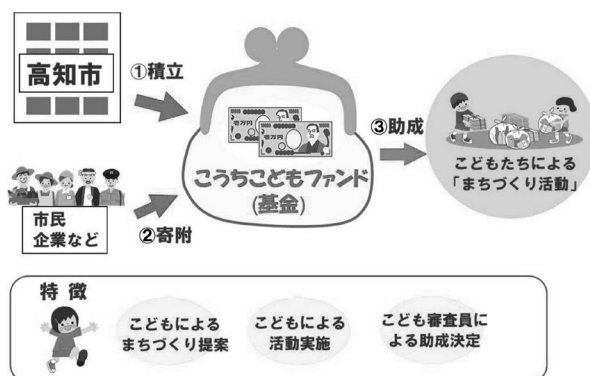 高知市
①積立
市民
企業など
②寄附
こうちこどもファンド
(基金)
③助成
こどもたちによる
「まちづくり活動」
特徴
こどもによる
まちづくり提案
こどもによる
活動実施
こども審査員に
よる助成決定